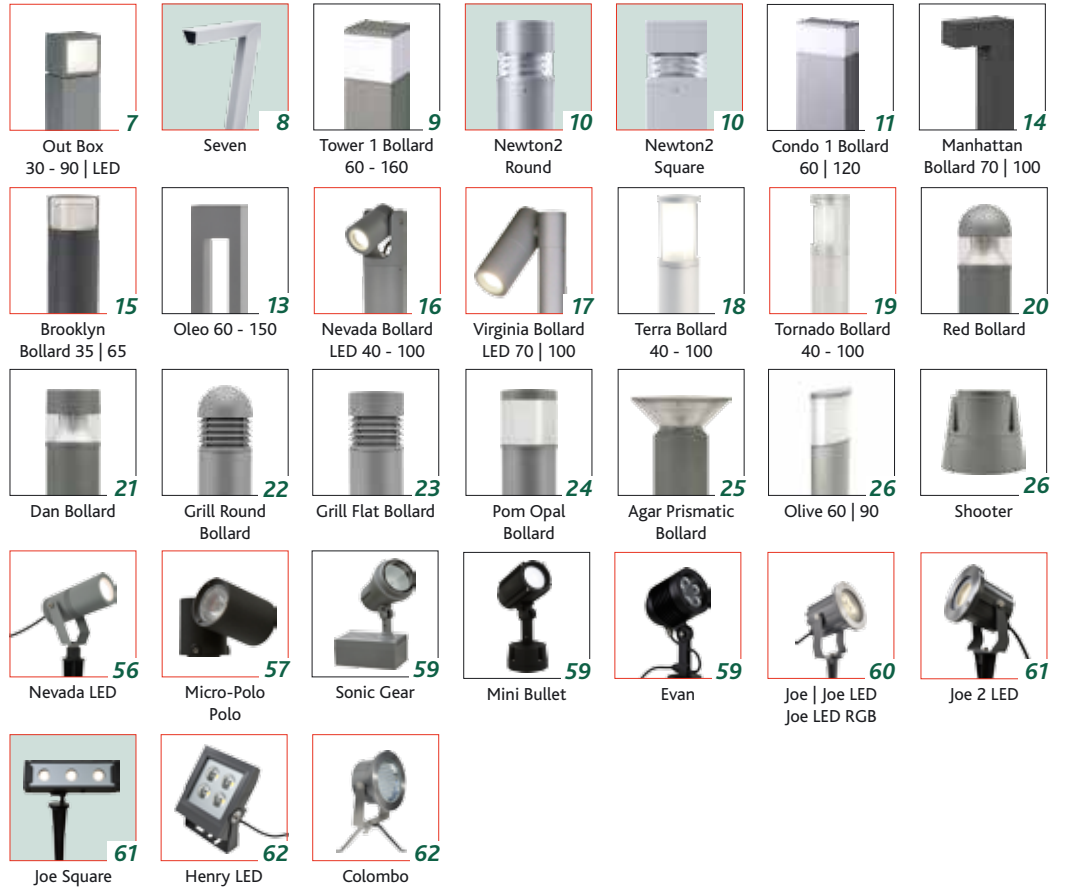 7
Out Box
30 - 90 | LED
8
Seven
9
Tower 1 Bollard
60 - 160
10
Newton2
Round
10
Newton2
Square
11
Condo 1 Bollard
60 | 120
14
Manhattan
Bollard 70 | 100
15
Brooklyn
Bollard 35 | 65
13
Oleo 60 - 150
16
Nevada Bollard
LED 40 - 100
17
Virginia Bollard
LED 70 | 100
18
Terra Bollard
40 - 100
19
Tornado Bollard
40 - 100
20
Red Bollard
21
Dan Bollard
22
Grill Round
Bollard
23
Grill Flat Bollard
24
Pom Opal
Bollard
25
Agar Prismatic
Bollard
26
Olive 60 | 90
26
Shooter
56
Nevada LED
57
Micro-Polo
Polo
59
Sonic Gear
59
Mini Bullet
59
Evan
60
Joe | Joe LED
Joe LED RGB
61
Joe 2 LED
61
Joe Square
62
Henry LED
62
Colombo